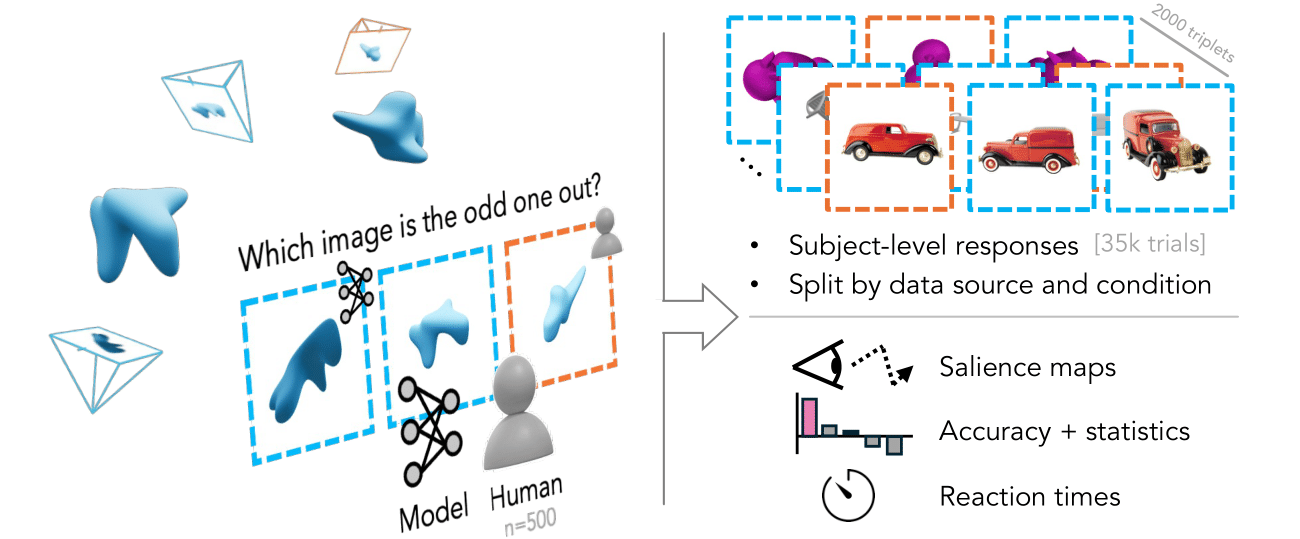 Which image is the odd one out?
Model
Human
n=500
2000 triplets
• Subject-level responses [35k trials]
• Split by data source and condition
Salience maps
Accuracy + statistics
Reaction times